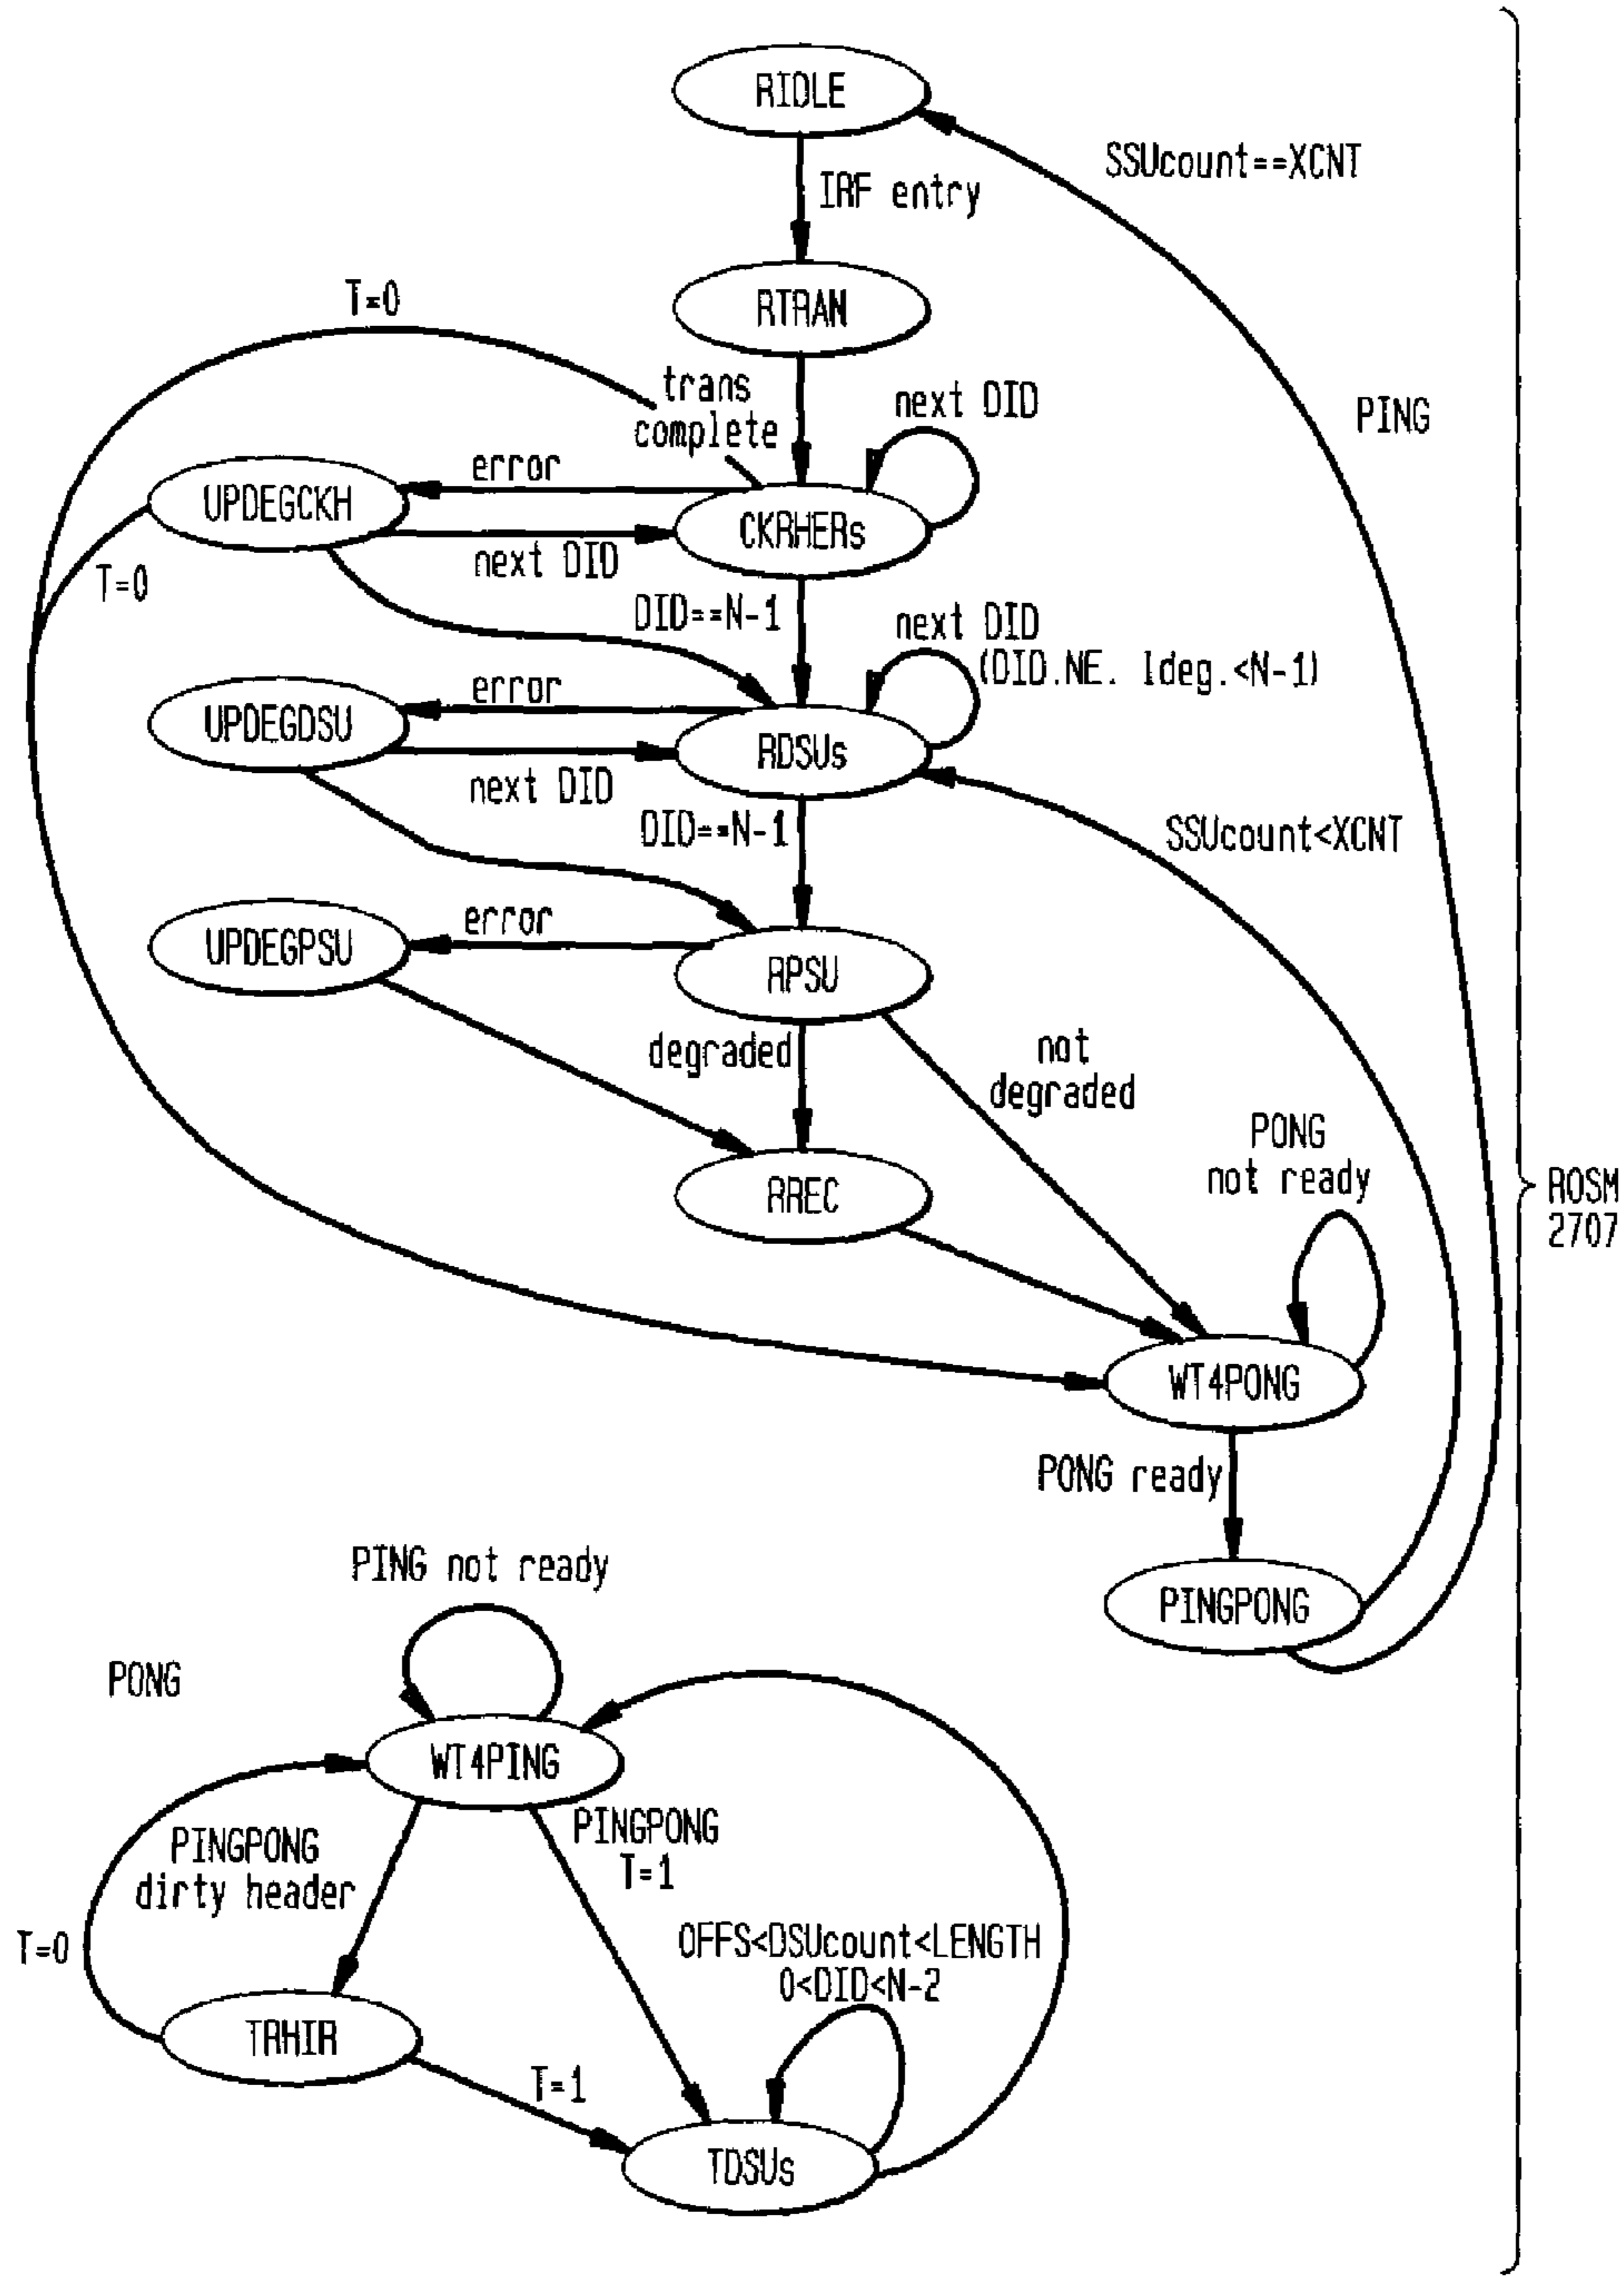 RIDLE
SSUcount==XCNT
IRF entry
T=0
RTRAN
trans
complete
next DID
PING
error
UPDEGCKH
CKRHERs
next DID
T=0
DID==N-1
next DID
(DID.NE. Ideg.<N-1)
error
UPDEGDSU
RDSUs
next DID
DID==N-1
SSUcount<XCNT
error
UPDEGPSU
RPSU
degraded
not
degraded
PONG
not ready
RREC
ROSM
2707
WT4PONG
PONG ready
PING not ready
PINGPONG
PONG
WT4PING
PINGPONG
T=1
PINGPONG
dirty header
T=0
OFFS<DSUcount<LENGTH
0<DID<N-2
TRHIR
T=1
TDSUs